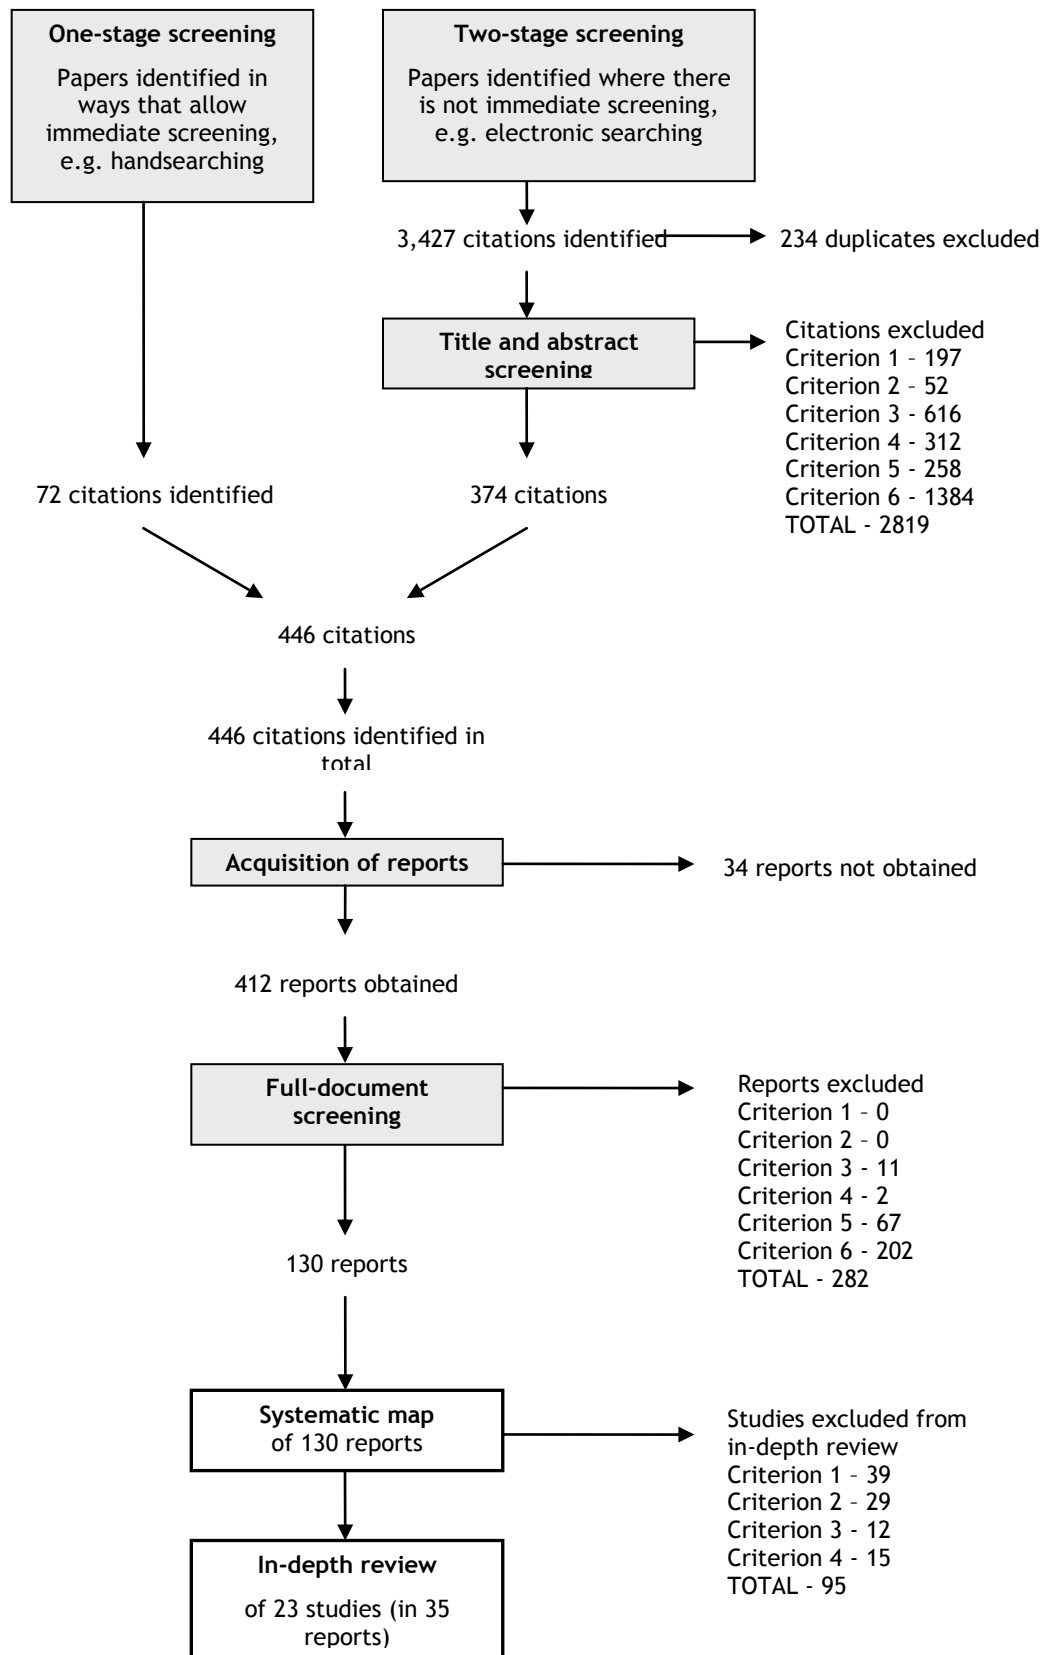 One-stage screening
Papers identified in
ways that allow
immediate screening,
e.g. handsearching
Two-stage screening
Papers identified where there
is not immediate screening,
e.g. electronic searching
3,427 citations identified
234 duplicates excluded
Title and abstract
screening
Citations excluded
Criterion 1 – 197
Criterion 2 – 52
Criterion 3 - 616
Criterion 4 - 312
Criterion 5 - 258
Criterion 6 - 1384
TOTAL - 2819
72 citations identified
374 citations
446 citations
446 citations identified in
total
Acquisition of reports
34 reports not obtained
412 reports obtained
Full-document
screening
Reports excluded
Criterion 1 – 0
Criterion 2 – 0
Criterion 3 - 11
Criterion 4 - 2
Criterion 5 - 67
Criterion 6 - 202
TOTAL - 282
130 reports
Systematic map
of 130 reports
Studies excluded from
in-depth review
Criterion 1 – 39
Criterion 2 – 29
Criterion 3 - 12
Criterion 4 - 15
TOTAL - 95
In-depth review
of 23 studies (in 35
reports)